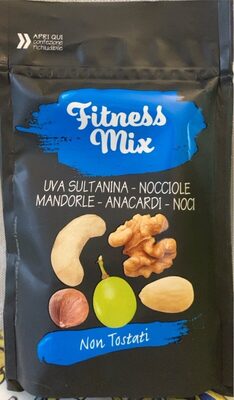 APRI QUI
confezione
richiudibile
Fitness
Mix
UVA SULTANINA - NOCCIOLE
MANDORLE - ANACARDI - NOCI
Non Tostati